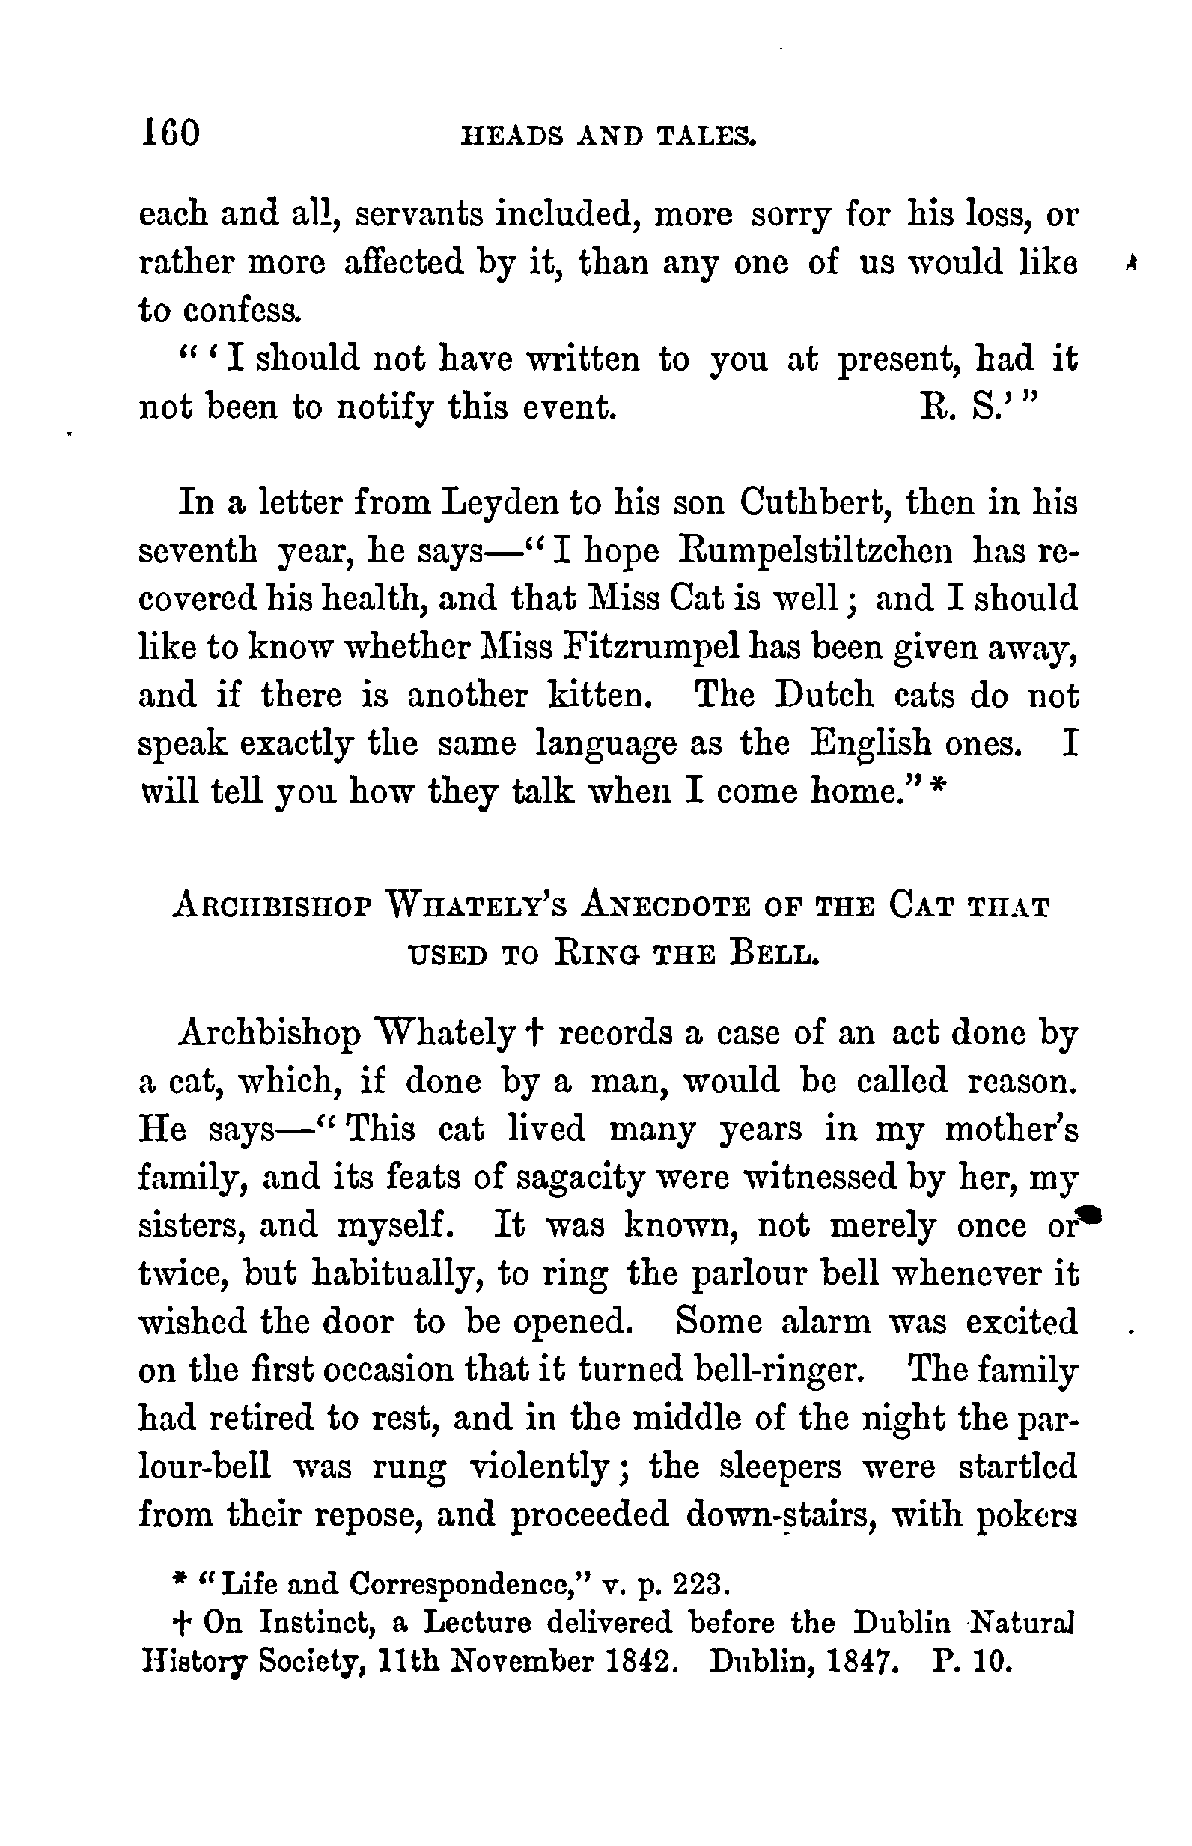 160 HEADS AND TALES.
each and all, servants included, more sorry for his loss, or
rather more affected by it, than any one of us would like
to confess.
" 'I should not have written to you at present, had it
not been to notify this event. R. S.' "
In a letter from Leyden to his son Cuthbert, then in his
seventh year, he says—" I hope Rumpelstiltzchen has re-
covered his health, and that Miss Cat is well; and I should
like to know whether Miss Fitzrumpel has been given away,
and if there is another kitten. The Dutch cats do not
speak exactly the same language as the English ones. I
will tell you how they talk when I come home." *
ARCHBISHOP WHATELY'S ANECDOTE OF THE CAT THAT
USED TO RING THE BELL.
Archbishop Whately † records a case of an act done by
a cat, which, if done by a man, would be called reason.
He says—" This cat lived many years in my mother's
family, and its feats of sagacity were witnessed by her, my
sisters, and myself. It was known, not merely once or
twice, but habitually, to ring the parlour bell whenever it
wished the door to be opened. Some alarm was excited
on the first occasion that it turned bell-ringer. The family
had retired to rest, and in the middle of the night the par-
lour-bell was rung violently; the sleepers were startled
from their repose, and proceeded down-stairs, with pokers
* "Life and Correspondence," v. p. 223.
† On Instinct, a Lecture delivered before the Dublin Natural
History Society, 11th November 1842. Dublin, 1847. P. 10.